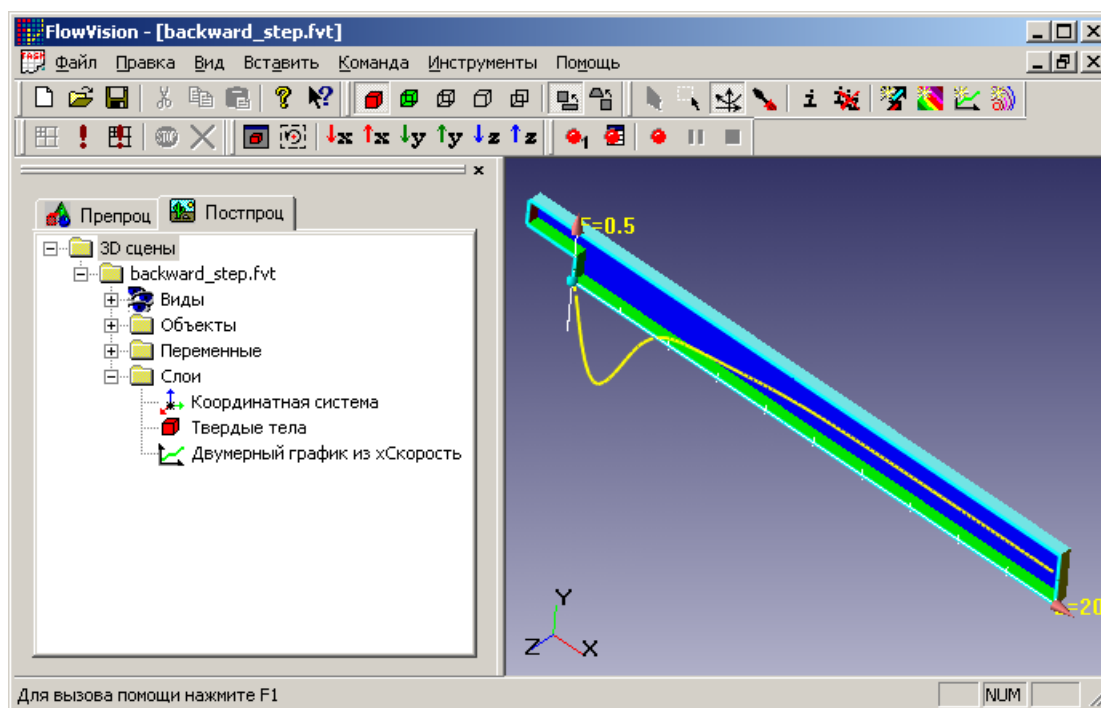 FlowVision - [backward_step.fvt]
Файл Правка Вид Вставить Команда Инструменты Помощь
x x y y z z
Препроц Постпроц
3D сцены
backward_step.fvt
Виды
Объекты
Переменные
Слои
Координатная система
Твердые тела
Двумерный график из xСкорость
F=0.5
=20
Y
Z X
Для вызова помощи нажмите F1 NUM